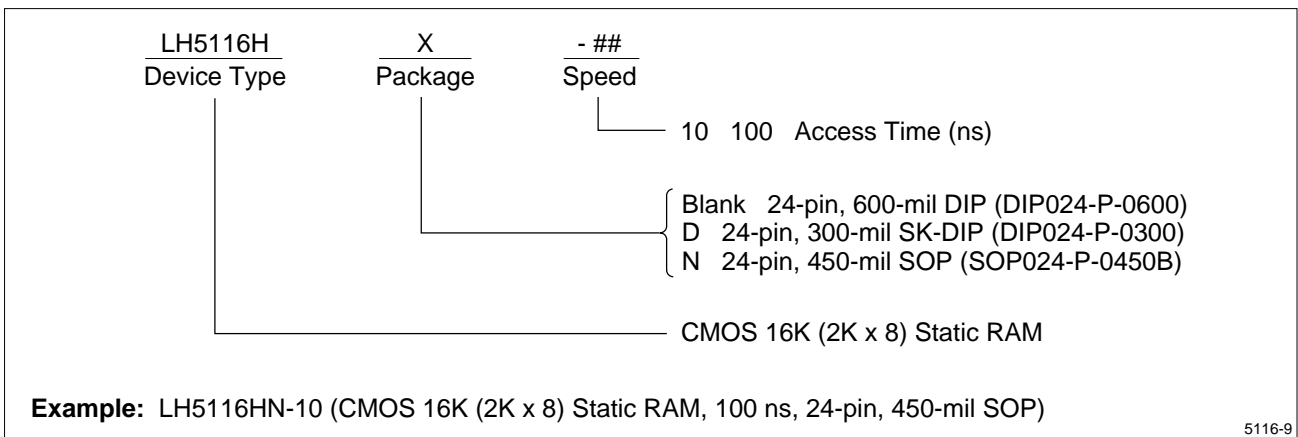 LH5116H X - ##
Device Type Package Speed
10 100 Access Time (ns)
Blank 24-pin, 600-mil DIP (DIP024-P-0600)
D 24-pin, 300-mil SK-DIP (DIP024-P-0300)
N 24-pin, 450-mil SOP (SOP024-P-0450B)
CMOS 16K (2K x 8) Static RAM
Example: LH5116HN-10 (CMOS 16K (2K x 8) Static RAM, 100 ns, 24-pin, 450-mil SOP)
5116-9